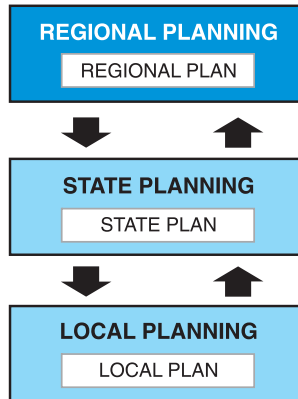 REGIONAL PLANNING
REGIONAL PLAN
STATE PLANNING
STATE PLAN
LOCAL PLANNING
LOCAL PLAN